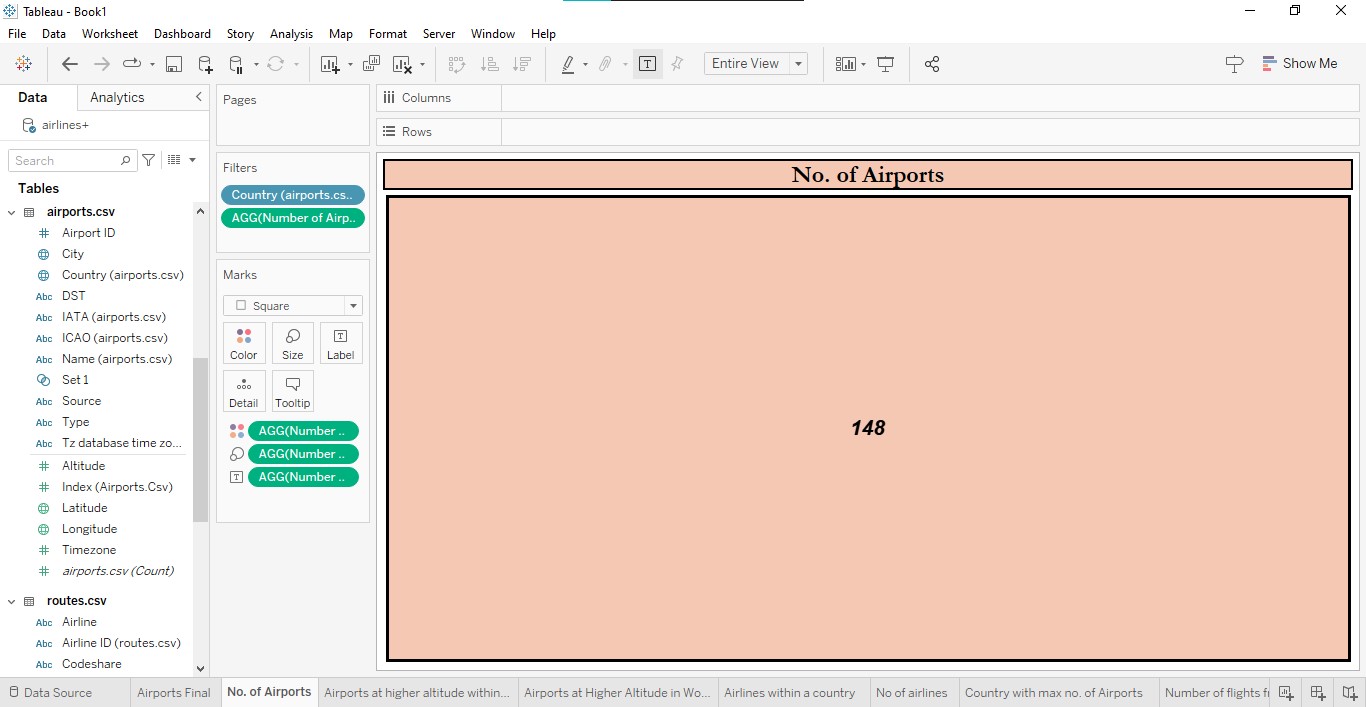 Tableau - Book1
File Data Worksheet Dashboard Story Analysis Map Format Server Window Help
Entire View
Show Me
Data Analytics
airlines+
Search
Tables
airports.csv
Airport ID
City
Country (airports.csv)
Abc DST
Abc IATA (airports.csv)
Abc ICAO (airports.csv)
Abc Name (airports.csv)
Set 1
Abc Source
Abc Type
Abc Tz database time zo...
Altitude
Index (Airports.Csv)
Latitude
Longitude
Timezone
airports.csv (Count)
routes.csv
Abc Airline
Abc Airline ID (routes.csv)
Abc Codeshare
Pages
Filters
Country (airports.cs..
AGG(Number of Airp..
Marks
Square
Color Size Label
Detail Tooltip
AGG(Number ..
AGG(Number ..
AGG(Number ..
Columns
Rows
No. of Airports
148
Data Source Airports Final No. of Airports Airports at higher altitude within... Airports at Higher Altitude in Wo... Airlines within a country No of airlines Country with max no. of Airports Number of flights